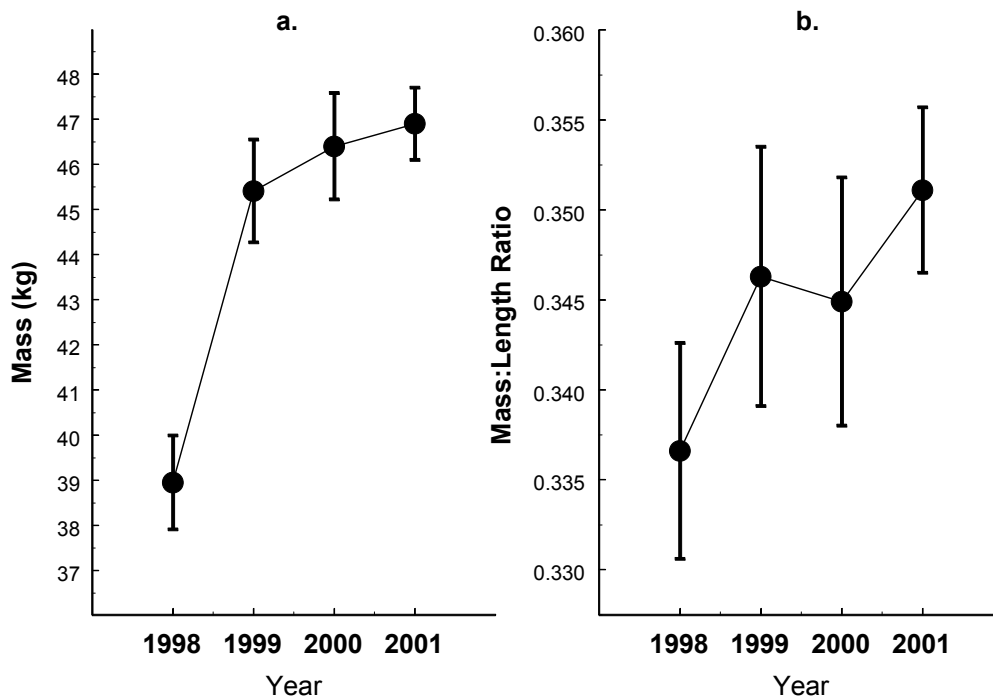 a.
Mass (kg)
48
47
46
45
44
43
42
41
40
39
38
37
1998 1999 2000 2001
Year
b.
Mass:Length Ratio
0.360
0.355
0.350
0.345
0.340
0.335
0.330
1998 1999 2000 2001
Year